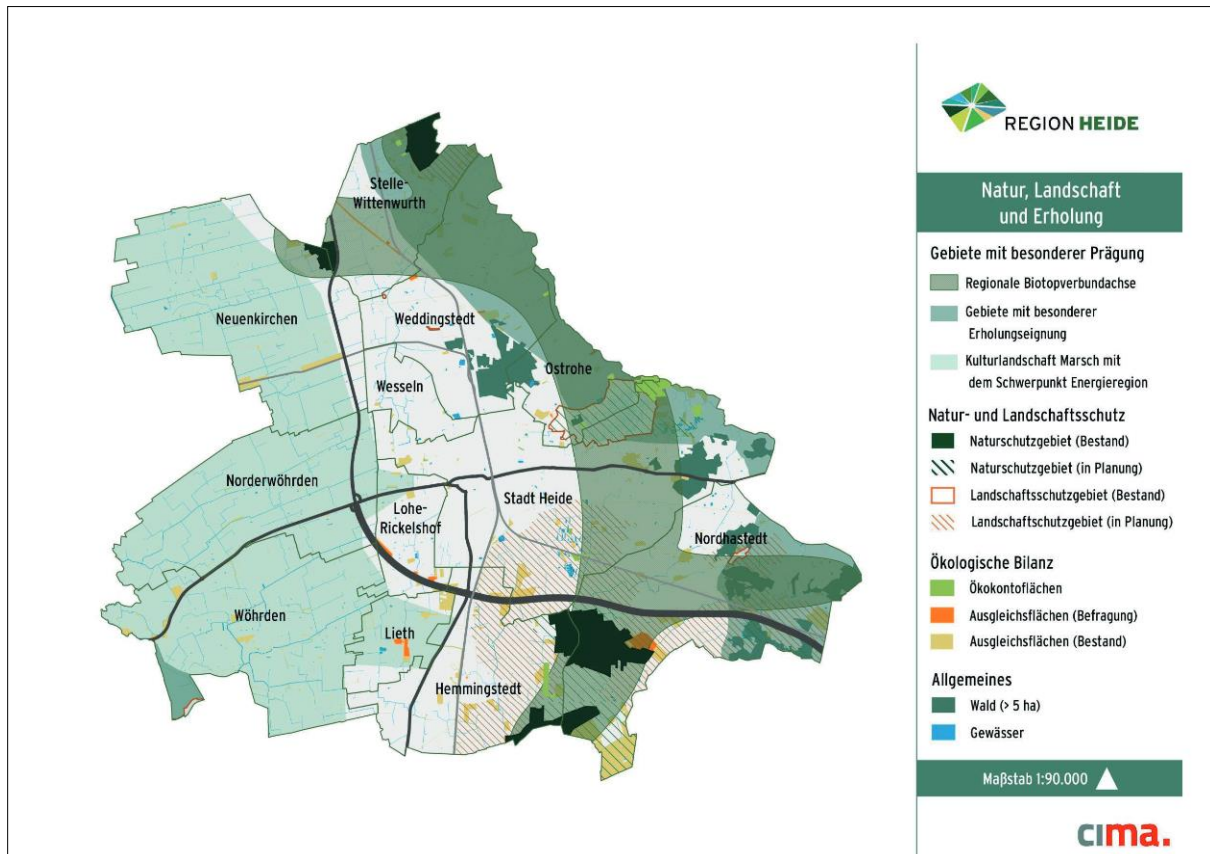 Stelle-
Wittenwurth
Neuenkirchen
Weddingstedt
Ostrohe
Wesseln
Norderwöhrden
Stadt Heide
Lohe-
Rickelshof
Nordhastedt
Wöhrden
Lieth
Hemmingstedt
REGION HEIDE
Natur, Landschaft
und Erholung
Gebiete mit besonderer Prägung
Regionale Biotopverbundachse
Gebiete mit besonderer
Erholungseignung
Kulturlandschaft Marsch mit
dem Schwerpunkt Energieregion
Natur- und Landschaftsschutz
Naturschutzgebiet (Bestand)
Naturschutzgebiet (in Planung)
Landschaftsschutzgebiet (Bestand)
Landschaftschutzgebiet (in Planung)
Ökologische Bilanz
Ökokontoflächen
Ausgleichsflächen (Befragung)
Ausgleichsflächen (Bestand)
Allgemeines
Wald (> 5 ha)
Gewässer
Maßstab 1:90.000
cima.